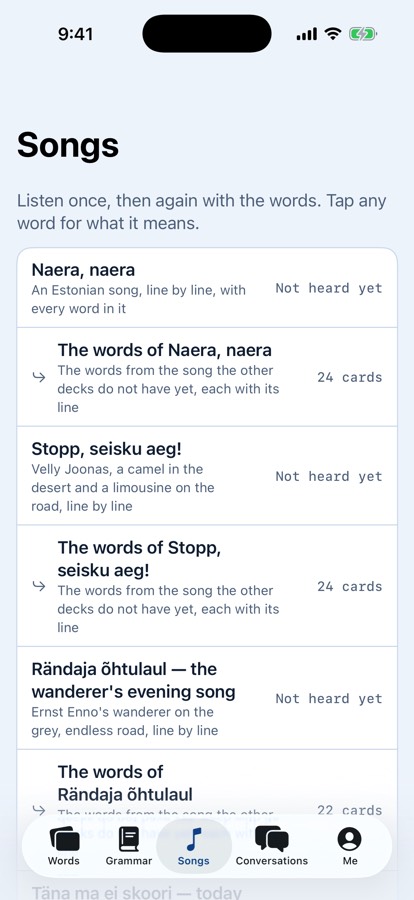 9:41
Songs
Listen once, then again with the words. Tap any
word for what it means.
Naera, naera
An Estonian song, line by line, with
every word in it
Not heard yet
The words of Naera, naera
The words from the song the other
decks do not have yet, each with its
line
24 cards
Stopp, seisku aeg!
Velly Joonas, a camel in the
desert and a limousine on the
road, line by line
Not heard yet
The words of Stopp,
seisku aeg!
The words from the song the other
decks do not have yet, each with its
line
24 cards
Rändaja õhtulaul — the
wanderer's evening song
Ernst Enno's wanderer on the
grey, endless road, line by line
Not heard yet
The words of
Rändaja õhtulaul
The words from the song the other
22 cards
Words
Grammar
Songs
Conversations
Me
Täna ma ei skoori — today